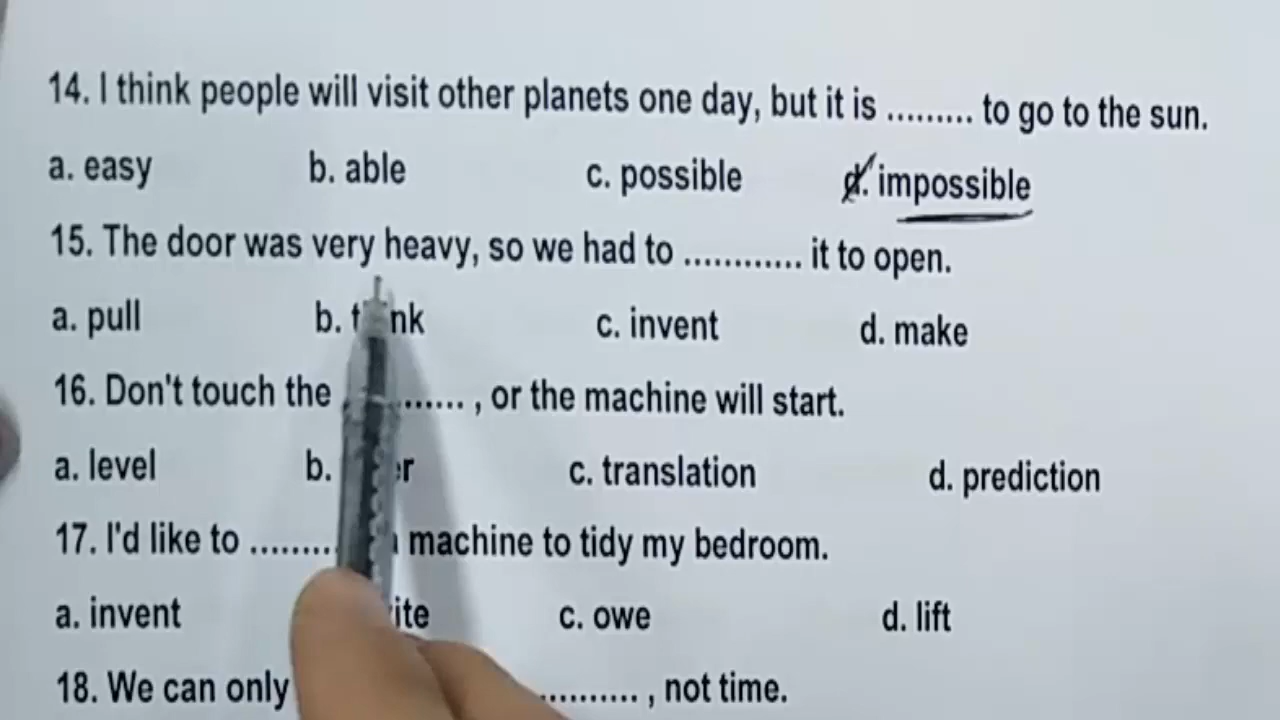 14. I think people will visit other planets one day, but it is ......... to go to the sun.
a. easy b. able c. possible d. impossible
15. The door was very heavy, so we had to ............ it to open.
a. pull b. c. invent d. make
16. Don't touch the ....... , or the machine will start.
a. level b. c. translation d. prediction
17. I'd like to ......... machine to tidy my bedroom.
a. invent c. owe d. lift
18. We can only .......... , not time.